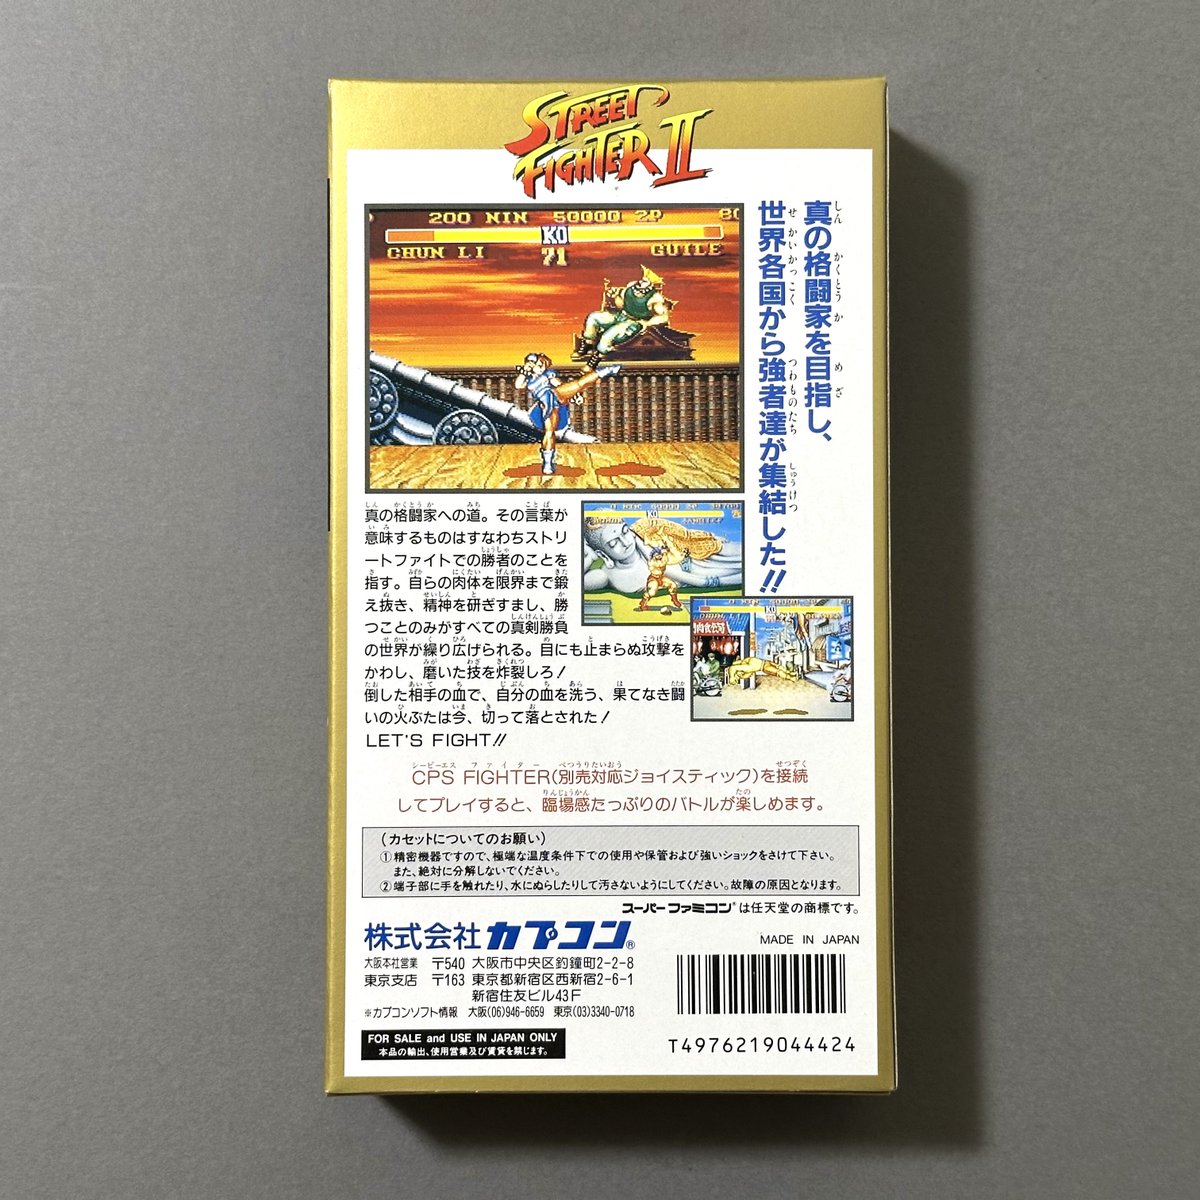 STREET
FIGHTER II
真の格闘家を目指し、
世界各国から強者達が集結した!!
200 NIN 50000 2P 80
KO
CHUN LI 71 GUILE
真の格闘家への道。その言葉が
意味するものはすなわちストリ
ートファイトでの勝者のことを
指す。自らの肉体を限界まで鍛
え抜き、精神を研ぎすまし、勝
つことのみがすべての真剣勝負
の世界が繰り広げられる。目にも止まらぬ攻撃を
かわし、磨いた技を炸裂しろ!
倒した相手の血で、自分の血を洗う、果てなき闘
いの火ぶたは今、切って落とされた!
LET'S FIGHT!!
CPS FIGHTER(別売対応ジョイスティック)を接続
してプレイすると、臨場感たっぷりのバトルが楽しめます。
(カセットについてのお願い)
①精密機器ですので、極端な温度条件下での使用や保管および強いショックをさけて下さい。
また、絶対に分解しないでください。
②端子部に手を触れたり、水にぬらしたりして汚さないようにしてください。故障の原因となります。
スーパーファミコン®は任天堂の商標です。
株式会社カプコン®
MADE IN JAPAN
大阪本社営業 〒540 大阪市中央区釣鐘町2-2-8
東京支店 〒163 東京都新宿区西新宿2-6-1
新宿住友ビル43F
※カプコンソフト情報 大阪(06)946-6659 東京(03)3340-0718
FOR SALE and USE IN JAPAN ONLY
本品の輸出、使用営業及び賃貸を禁じます。
T4976219044424